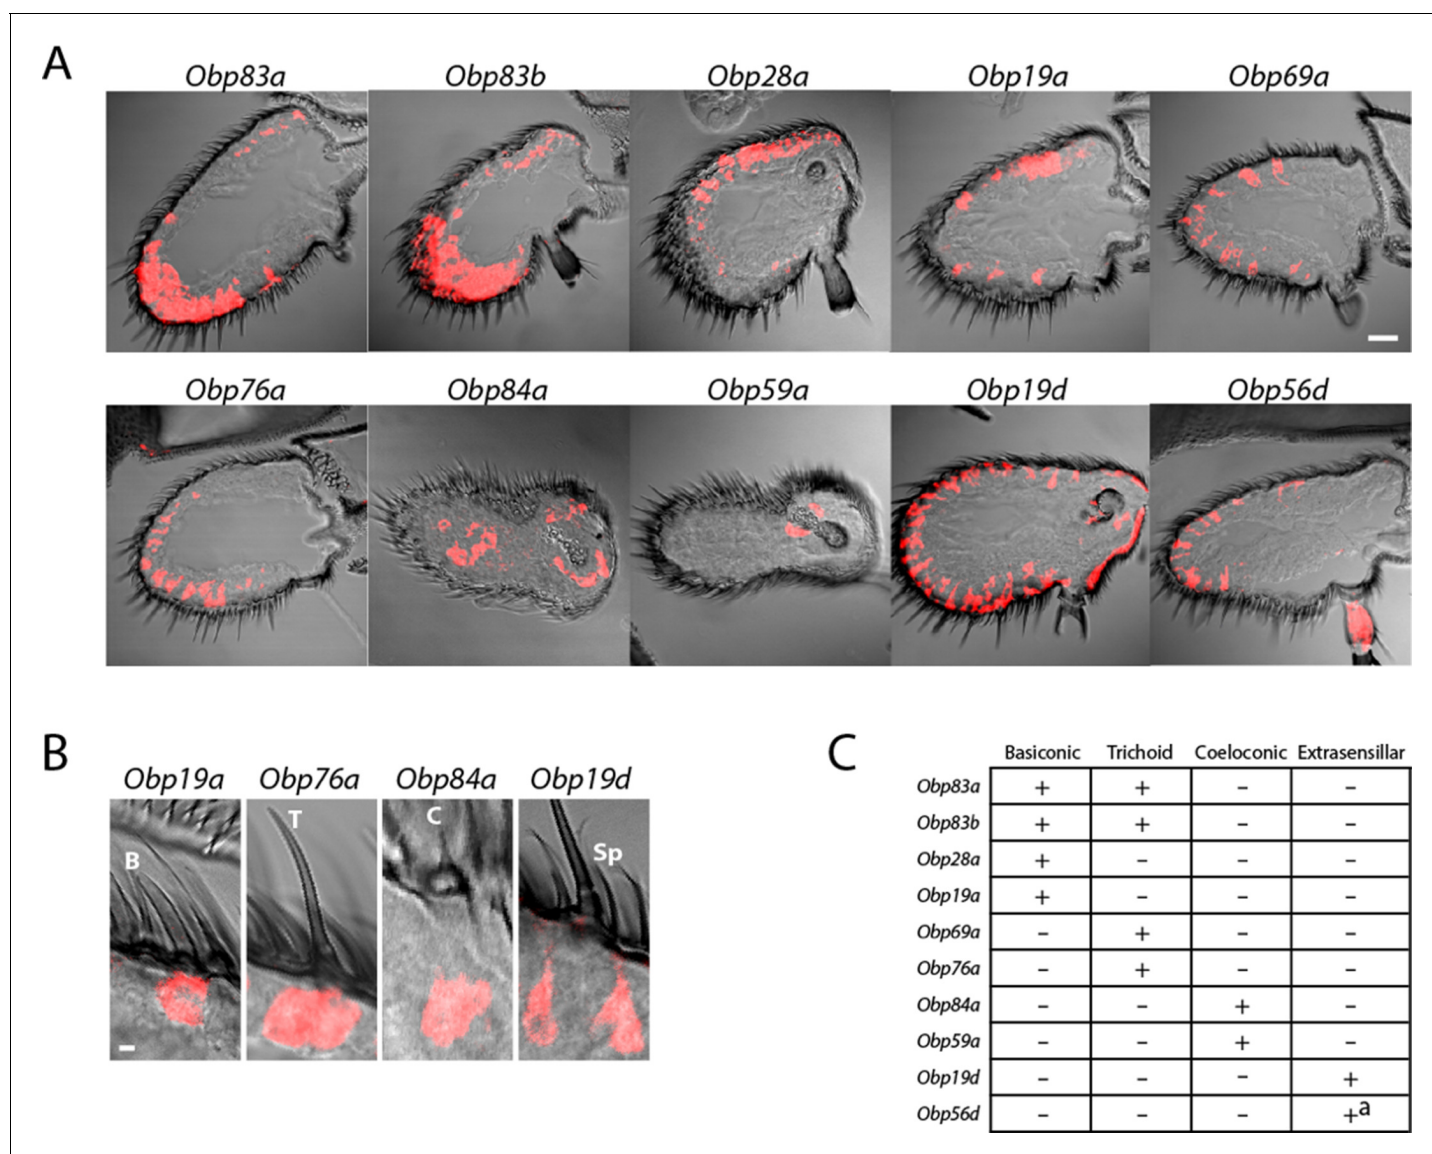 A
Obp83a Obp83b Obp28a Obp19a Obp69a
Obp76a Obp84a Obp59a Obp19d Obp56d
B
Obp19a Obp76a Obp84a Obp19d
B T C Sp
C
Basiconic Trichoid Coeloconic Extrasensillar
Obp83a + + – –
Obp83b + + – –
Obp28a + – – –
Obp19a + – – –
Obp69a – + – –
Obp76a – + – –
Obp84a – – + –
Obp59a – – + –
Obp19d – – – +
Obp56d – – – +a